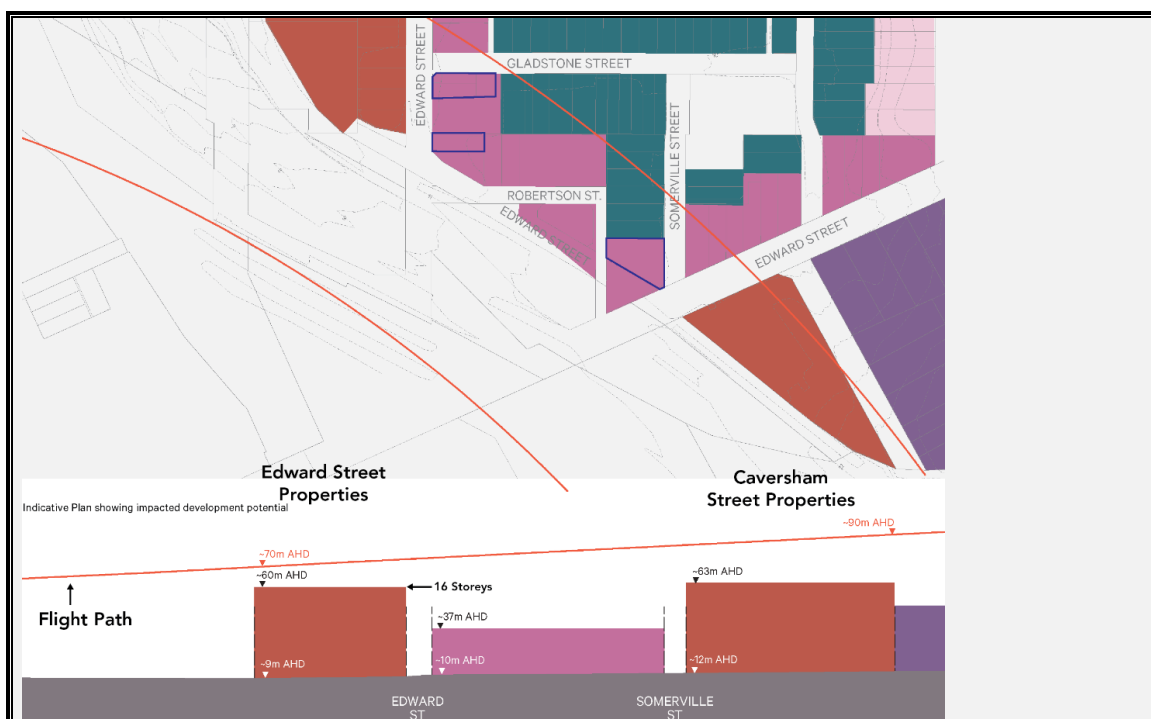 EDWARD STREET
GLADSTONE STREET
SOMERVILLE STREET
ROBERTSON ST.
EDWARD STREET
EDWARD STREET
Edward Street
Properties
Caversham
Street Properties
Indicative Plan showing impacted development potential
~90m AHD
~70m AHD
~60m AHD
~63m AHD
16 Storeys
Flight Path
~37m AHD
~9m AHD
~10m AHD
~12m AHD
EDWARD
ST
SOMERVILLE
ST